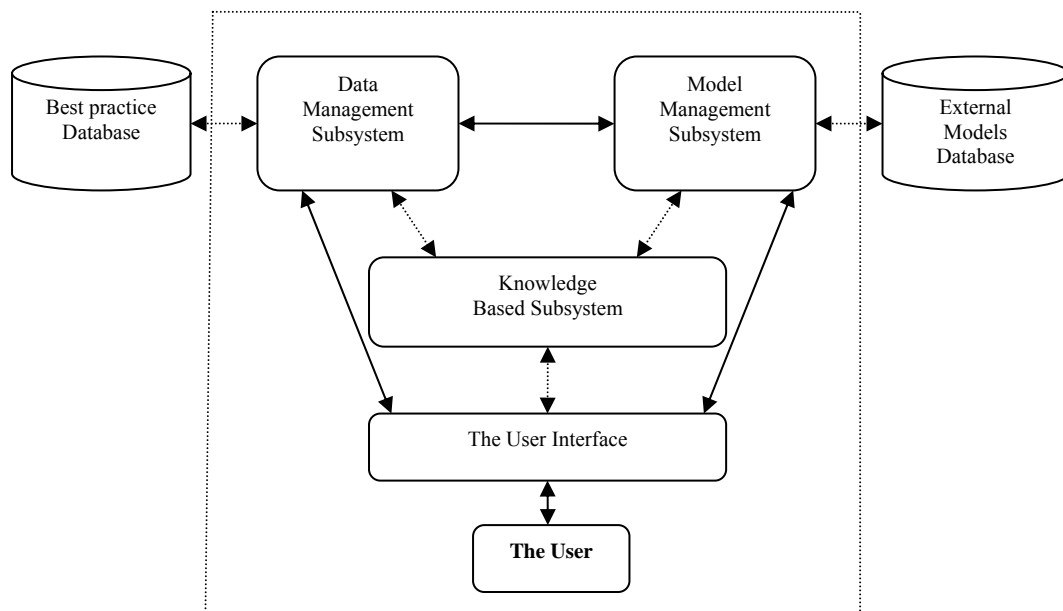 Best practice
Database
Data
Management
Subsystem
Model
Management
Subsystem
External
Models
Database
Knowledge
Based Subsystem
The User Interface
The User